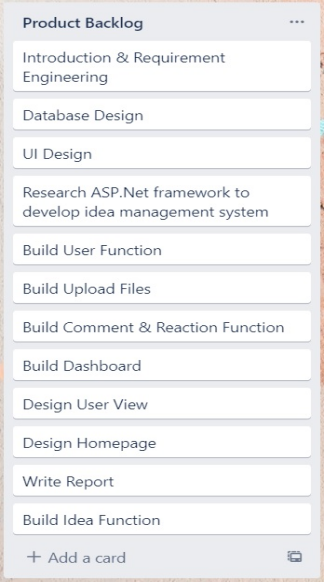 Product Backlog
Introduction & Requirement
Engineering
Database Design
UI Design
Research ASP.Net framework to
develop idea management system
Build User Function
Build Upload Files
Build Comment & Reaction Function
Build Dashboard
Design User View
Design Homepage
Write Report
Build Idea Function
+ Add a card